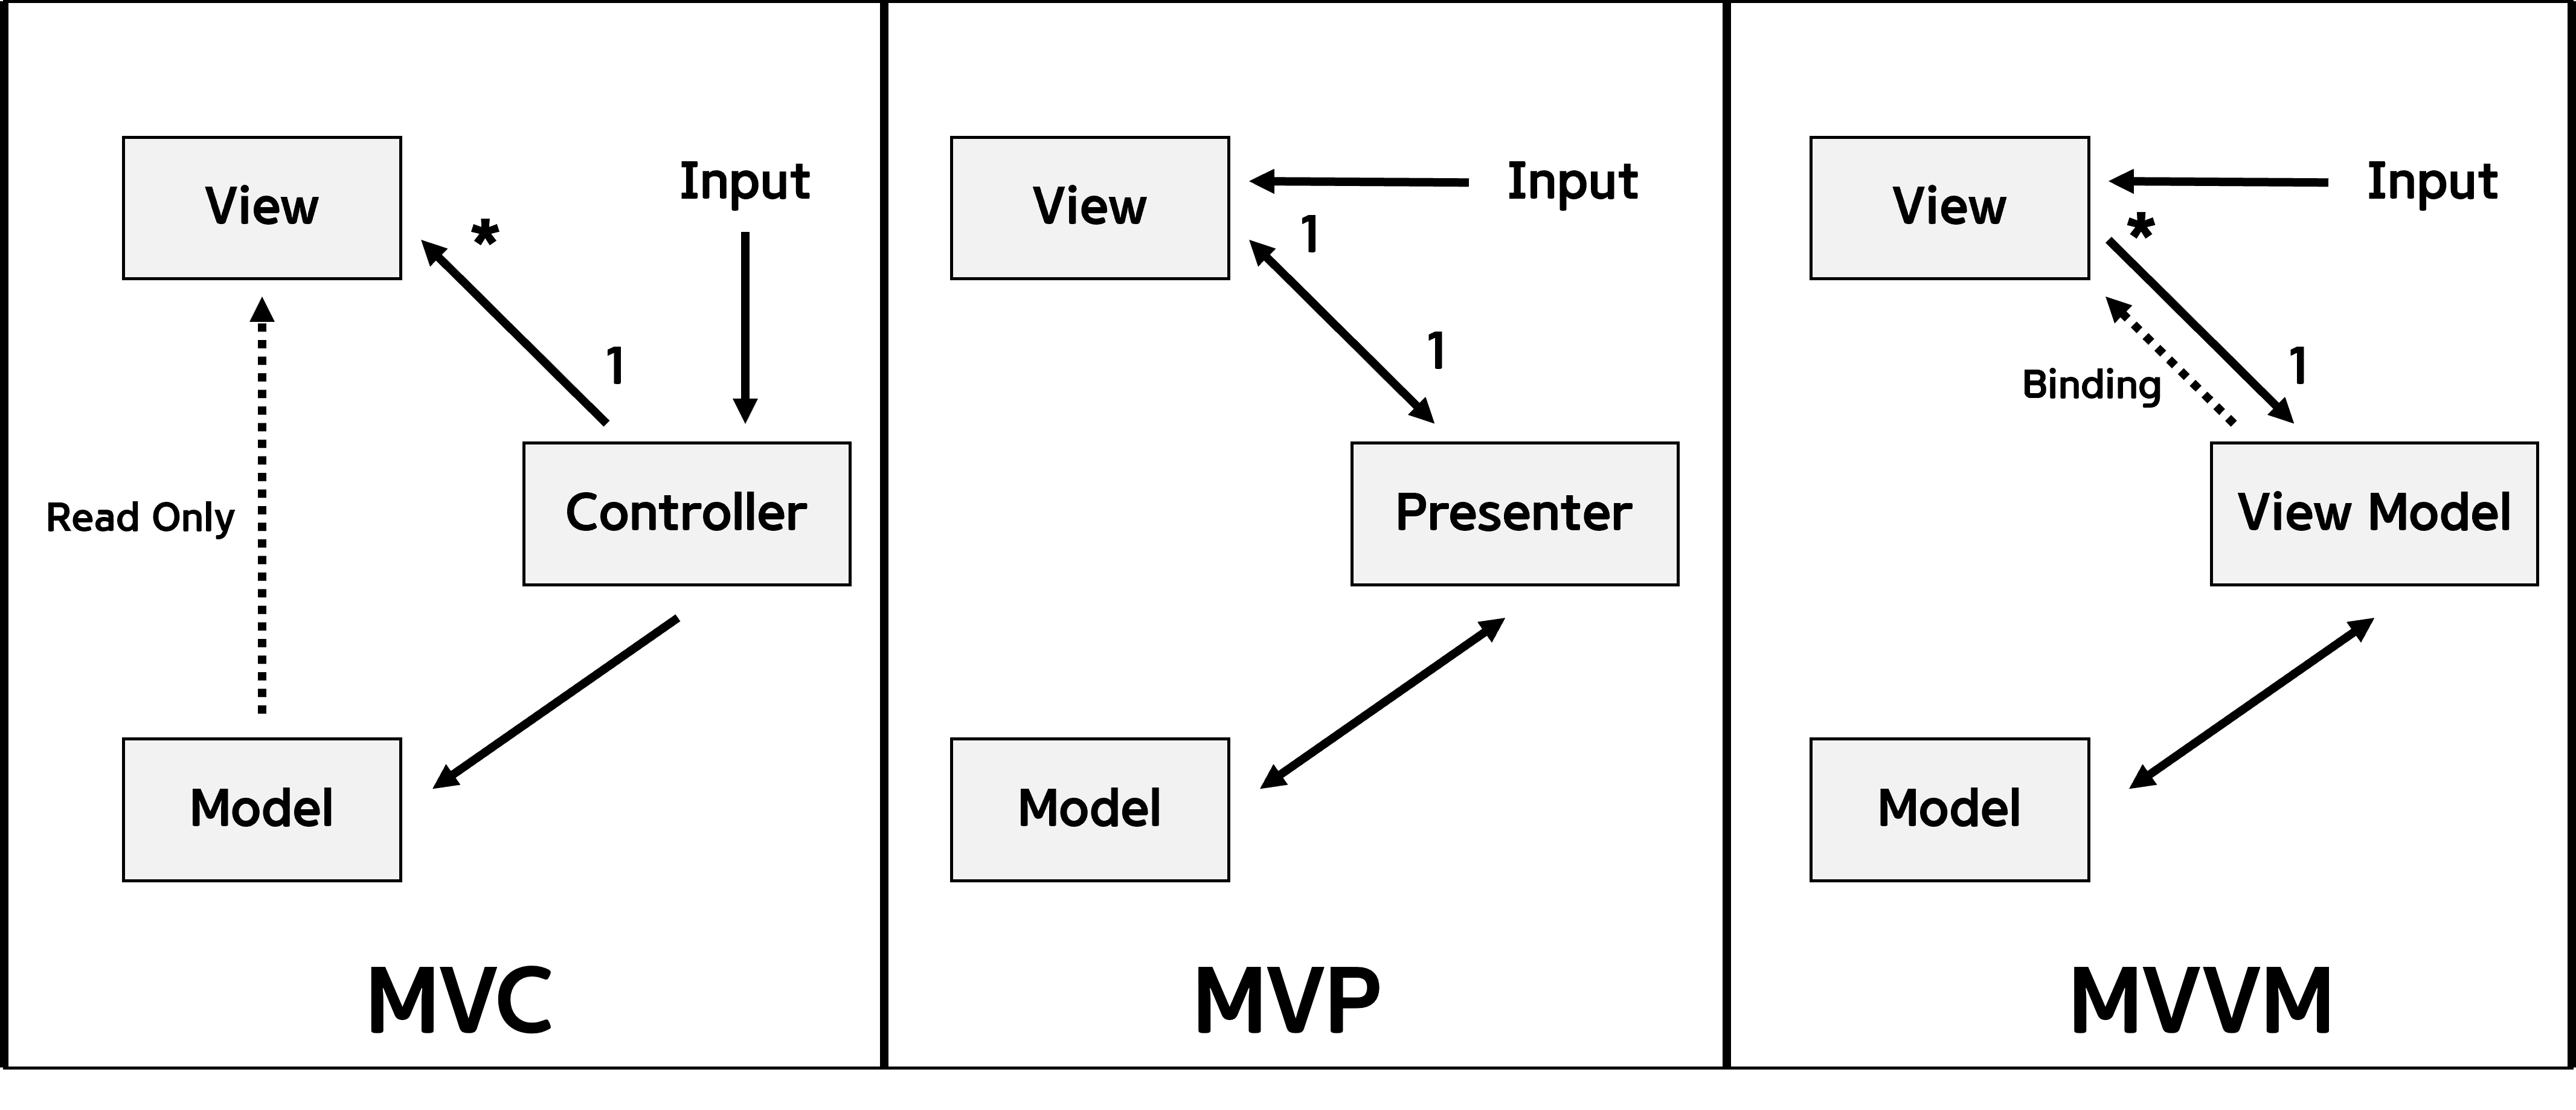 View
Input
*
1
Read Only
Controller
Model
MVC
View
Input
1
1
Presenter
Model
MVP
View
Input
*
1
Binding
View Model
Model
MVVM